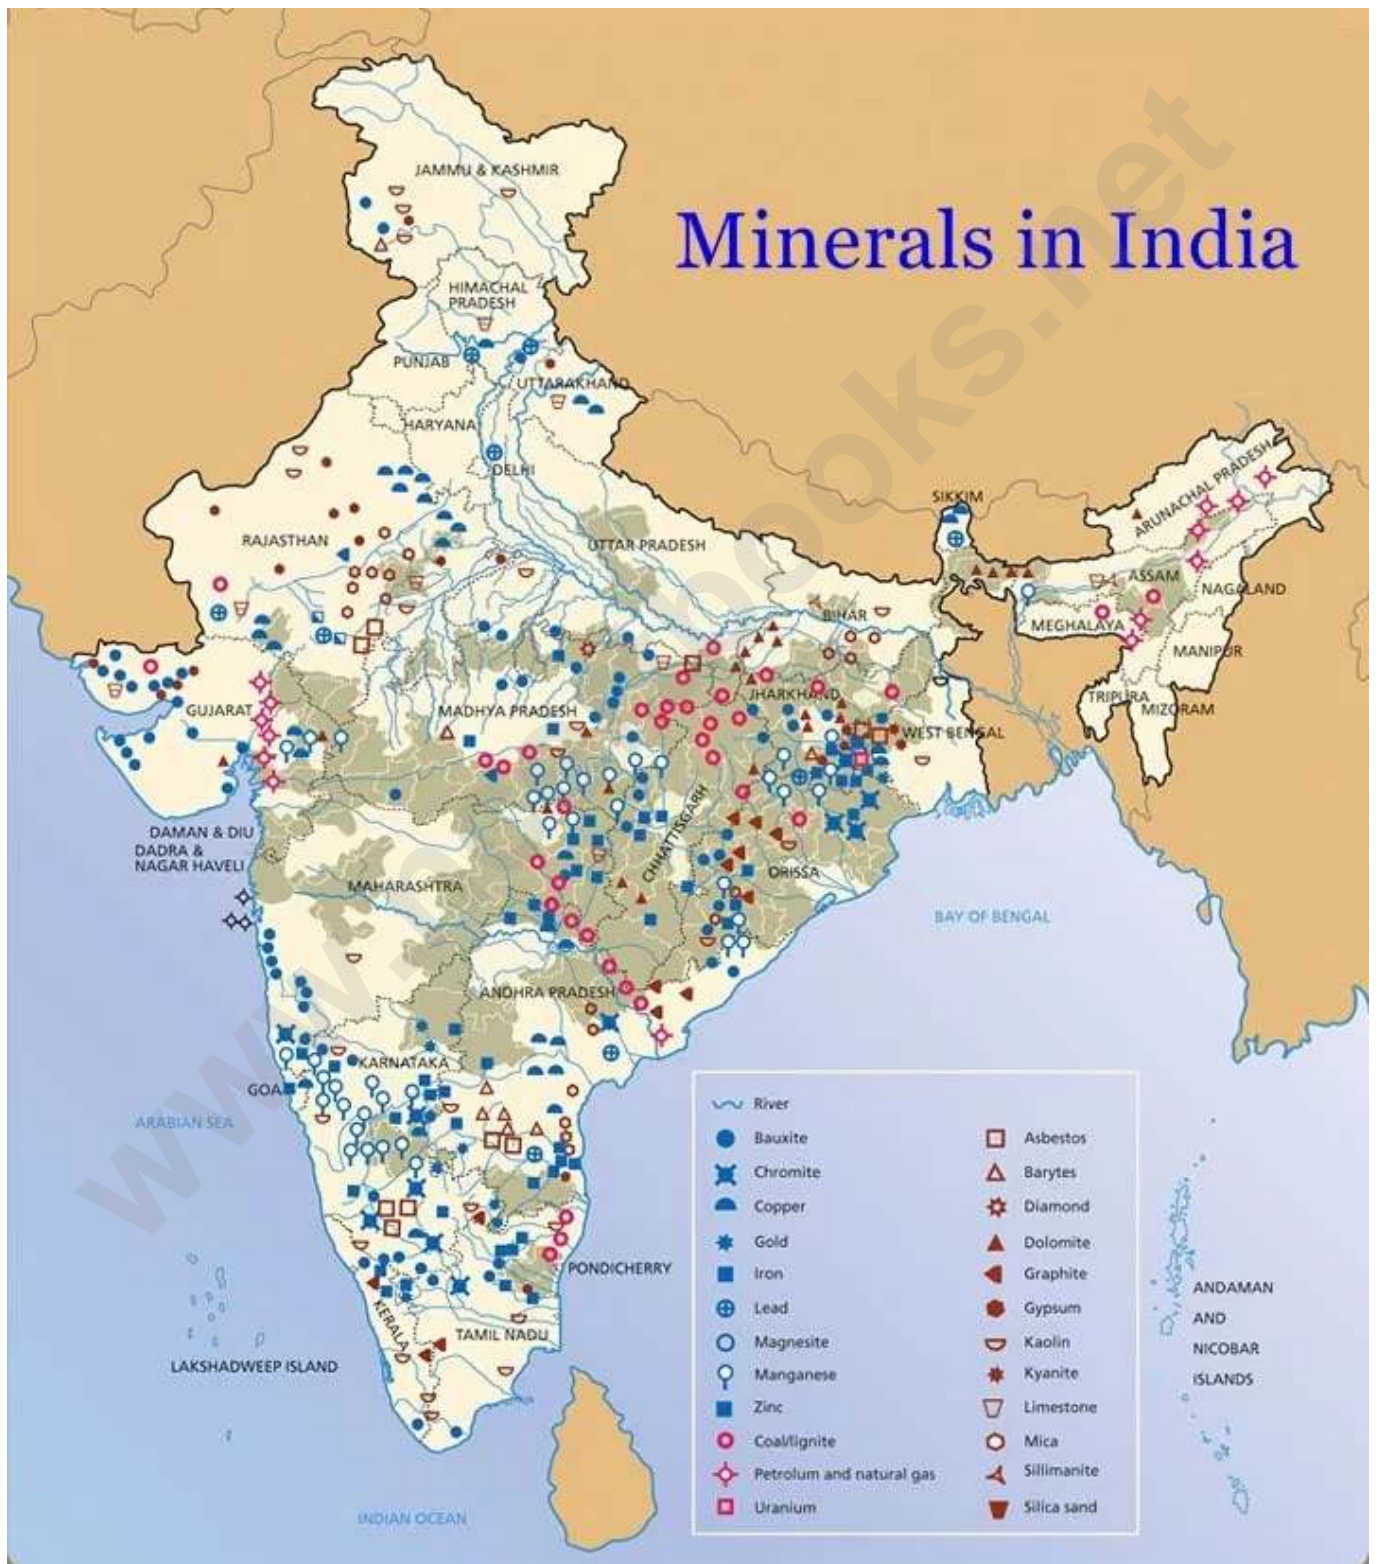 Minerals in India
JAMMU & KASHMIR
HIMACHAL
PRADESH
PUNJAB
UTTARAKHAND
HARYANA
DELHI
SIKKIM
ARUNACHAL PRADESH
RAJASTHAN
UTTAR PRADESH
ASSAM
NAGALAND
BIHAR
MEGHALAYA
MANIPUR
TRIPURA
MIZORAM
GUJARAT
MADHYA PRADESH
JHARKHAND
WEST BENGAL
DAMAN & DIU
DADRA &
NAGAR HAVELI
CHHATTISGARH
MAHARASHTRA
ORISSA
BAY OF BENGAL
ANDHRA PRADESH
KARNATAKA
GOA
ARABIAN SEA
PONDICHERRY
KERALA
TAMIL NADU
LAKSHADWEEP ISLAND
INDIAN OCEAN
ANDAMAN
AND
NICOBAR
ISLANDS
River
Bauxite
Chromite
Copper
Gold
Iron
Lead
Magnesite
Manganese
Zinc
Coal/lignite
Petrolum and natural gas
Uranium
Asbestos
Barytes
Diamond
Dolomite
Graphite
Gypsum
Kaolin
Kyanite
Limestone
Mica
Sillimanite
Silica sand